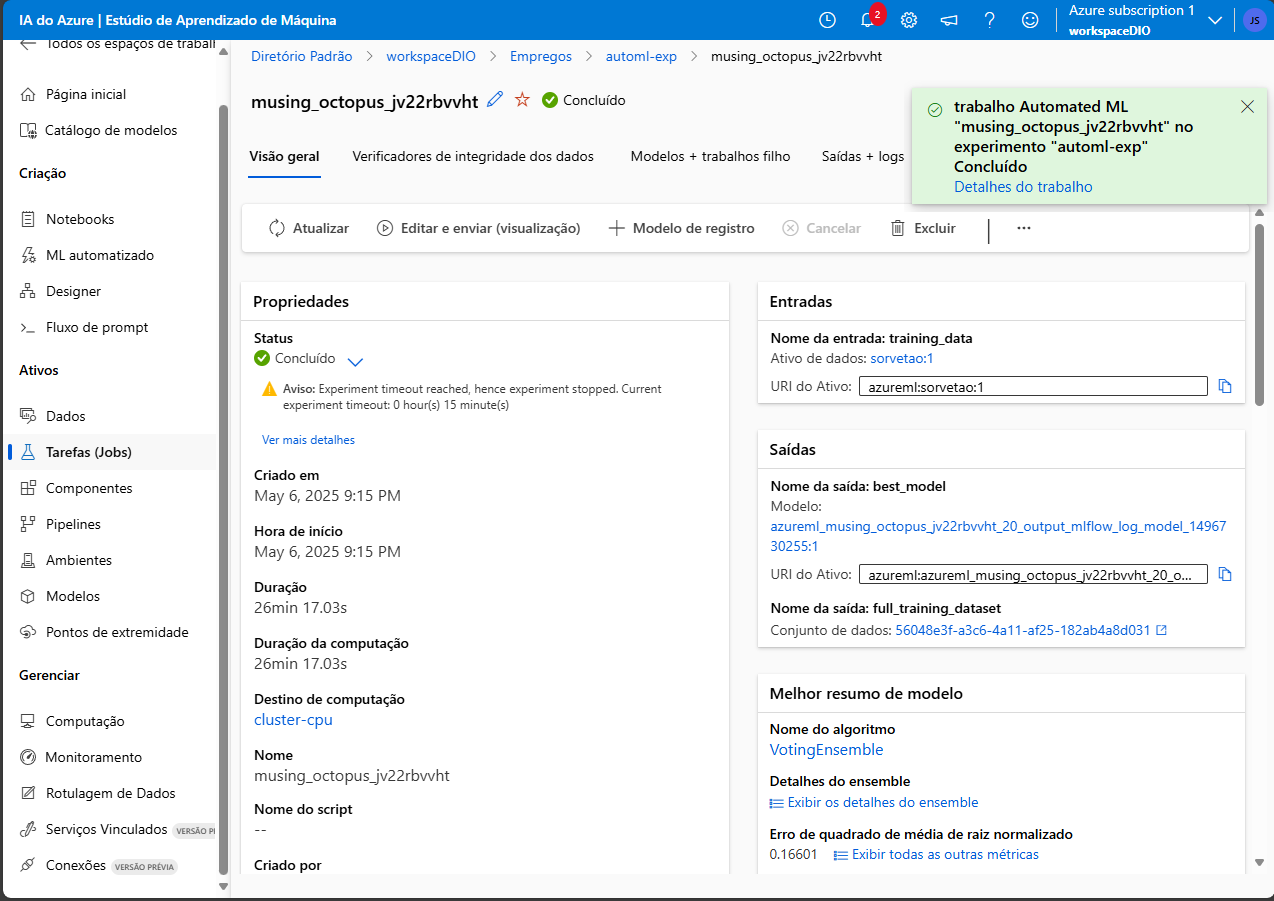 IA do Azure | Estúdio de Aprendizado de Máquina
2
Azure subscription 1
workspaceDIO
JS
Todos os espaços de traball
Página inicial
Catálogo de modelos
Criação
Notebooks
ML automatizado
Designer
Fluxo de prompt
Ativos
Dados
Tarefas (Jobs)
Componentes
Pipelines
Ambientes
Modelos
Pontos de extremidade
Gerenciar
Computação
Monitoramento
Rotulagem de Dados
Serviços Vinculados VERSÃO PI
Conexões VERSÃO PRÉVIA
Diretório Padrão > workspaceDIO > Empregos > automl-exp > musing_octopus_jv22rbvvht
musing_octopus_jv22rbvvht Concluído
trabalho Automated ML
"musing_octopus_jv22rbvvht" no
experimento "automl-exp"
Concluído
Detalhes do trabalho
Visão geral Verificadores de integridade dos dados Modelos + trabalhos filho Saídas + logs
Atualizar Editar e enviar (visualização) Modelo de registro Cancelar Excluir ...
Propriedades
Status
Concluído
Aviso: Experiment timeout reached, hence experiment stopped. Current
experiment timeout: 0 hour(s) 15 minute(s)
Ver mais detalhes
Criado em
May 6, 2025 9:15 PM
Hora de início
May 6, 2025 9:15 PM
Duração
26min 17.03s
Duração da computação
26min 17.03s
Destino de computação
cluster-cpu
Nome
musing_octopus_jv22rbvvht
Nome do script
--
Criado por
Entradas
Nome da entrada: training_data
Ativo de dados: sorvetao:1
URI do Ativo: azureml:sorvetao:1
Saídas
Nome da saída: best_model
Modelo:
azureml_musing_octopus_jv22rbvvht_20_output_mlflow_log_model_14967
30255:1
URI do Ativo: azureml:azureml_musing_octopus_jv22rbvvht_20_o...
Nome da saída: full_training_dataset
Conjunto de dados: 56048e3f-a3c6-4a11-af25-182ab4a8d031
Melhor resumo de modelo
Nome do algoritmo
VotingEnsemble
Detalhes do ensemble
Exibir os detalhes do ensemble
Erro de quadrado de média de raiz normalizado
0.16601 Exibir todas as outras métricas